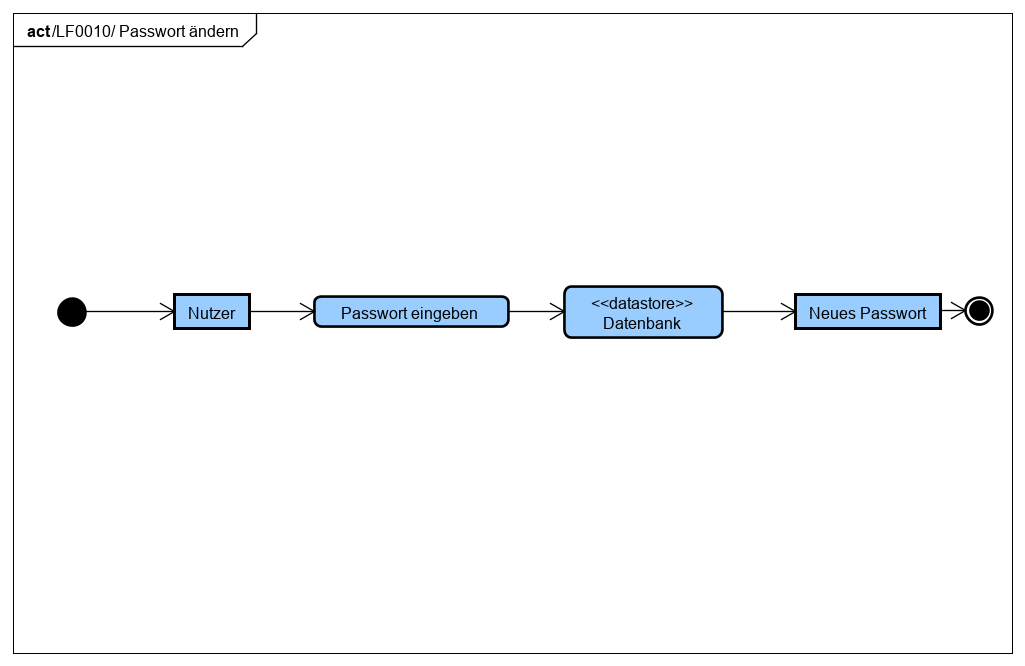 act /LF0010/ Passwort ändern
Nutzer
Passwort eingeben
<<datastore>>
Datenbank
Neues Passwort